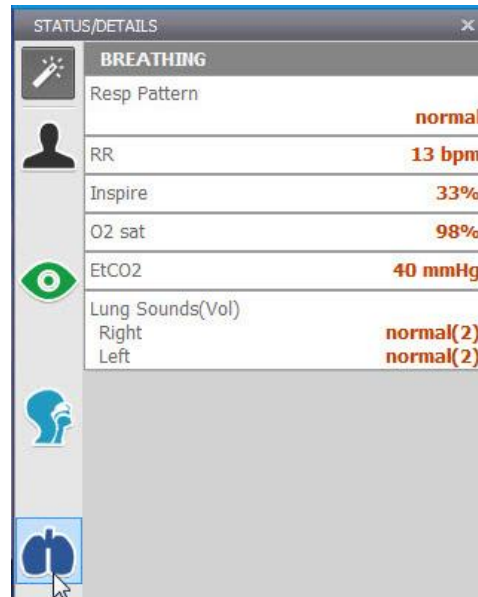 STATUS/DETAILS
BREATHING
Resp Pattern
normal
RR 13 bpm
Inspire 33%
O2 sat 98%
EtCO2 40 mmHg
Lung Sounds(Vol)
Right normal(2)
Left normal(2)